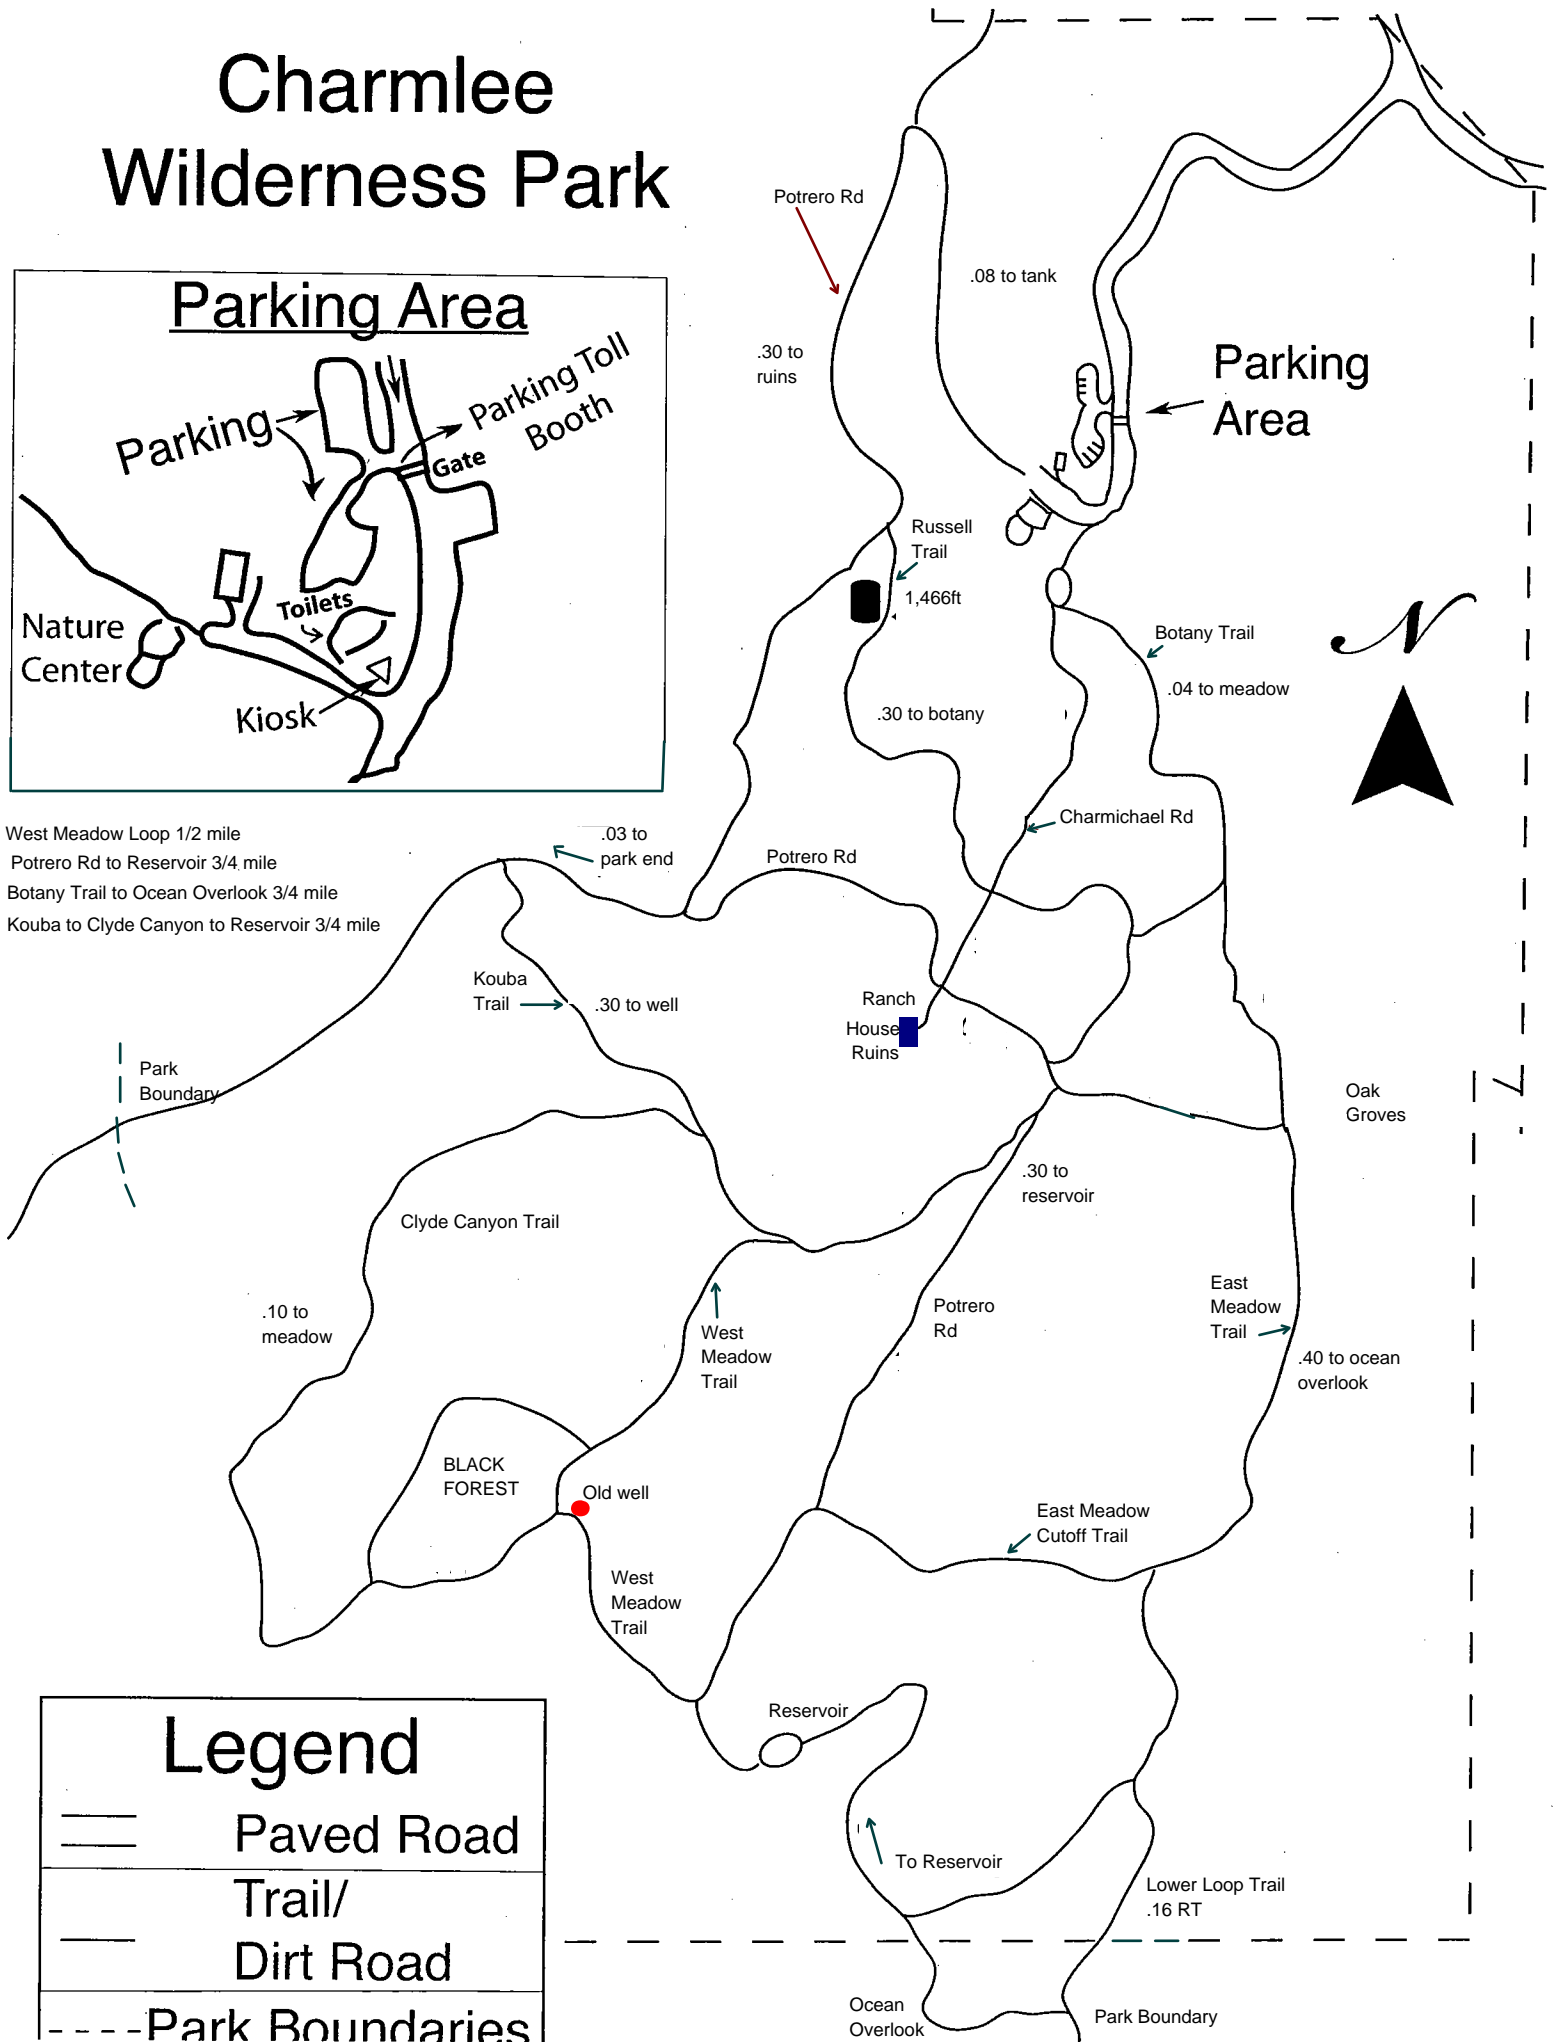 Charmlee
Wilderness Park
Potrero Rd
.08 to tank
.30 to
ruins
Parking
Area
Parking Area
Parking
Parking Toll
Booth
Gate
Toilets
Nature
Center
Kiosk
Russell
Trail
1,466ft
N
Botany Trail
.04 to meadow
.30 to botany
Charmichael Rd
West Meadow Loop 1/2 mile
Potrero Rd to Reservoir 3/4 mile
Botany Trail to Ocean Overlook 3/4 mile
Kouba to Clyde Canyon to Reservoir 3/4 mile
.03 to
park end
Potrero Rd
Kouba
Trail
.30 to well
Ranch
House
Ruins
Park
Boundary
Oak
Groves
.30 to
reservoir
Clyde Canyon Trail
.10 to
meadow
West
Meadow
Trail
Potrero
Rd
East
Meadow
Trail
.40 to ocean
overlook
BLACK
FOREST
Old well
East Meadow
Cutoff Trail
West
Meadow
Trail
Reservoir
To Reservoir
Lower Loop Trail
.16 RT
Ocean
Overlook
Park Boundary
Legend
Paved Road
Trail/
Dirt Road
Park Boundaries